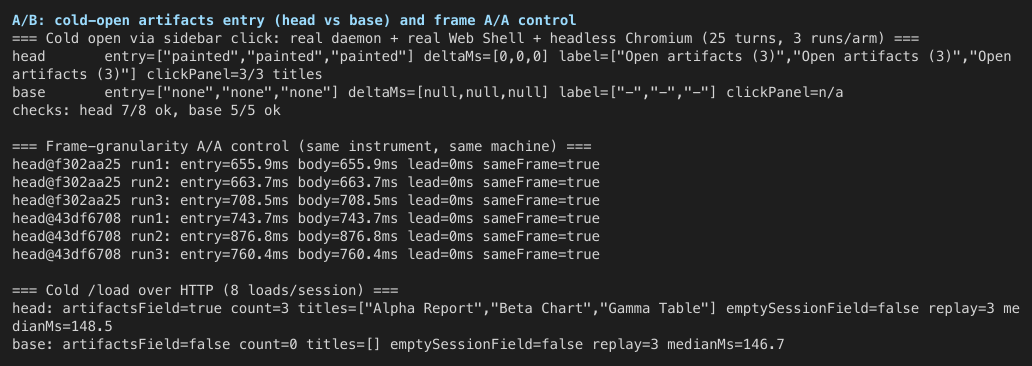 A/B: cold-open artifacts entry (head vs base) and frame A/A control
=== Cold open via sidebar click: real daemon + real Web Shell + headless Chromium (25 turns, 3 runs/arm) ===
head       entry=["painted","painted","painted"] deltaMs=[0,0,0] label=["Open artifacts (3)","Open artifacts (3)","Open
artifacts (3)"] clickPanel=3/3 titles
base       entry=["none","none","none"] deltaMs=[null,null,null] label=["—","—","—"] clickPanel=n/a
checks: head 7/8 ok, base 5/5 ok

=== Frame-granularity A/A control (same instrument, same machine) ===
head@f302aa25 run1: entry=655.9ms body=655.9ms lead=0ms sameFrame=true
head@f302aa25 run2: entry=663.7ms body=663.7ms lead=0ms sameFrame=true
head@f302aa25 run3: entry=708.5ms body=708.5ms lead=0ms sameFrame=true
head@43df6708 run1: entry=743.7ms body=743.7ms lead=0ms sameFrame=true
head@43df6708 run2: entry=876.8ms body=876.8ms lead=0ms sameFrame=true
head@43df6708 run3: entry=760.4ms body=760.4ms lead=0ms sameFrame=true

=== Cold /load over HTTP (8 loads/session) ===
head: artifactsField=true count=3 titles=["Alpha Report","Beta Chart","Gamma Table"] emptySessionField=false replay=3 me
dianMs=148.5
base: artifactsField=false count=0 titles=[] emptySessionField=false replay=3 medianMs=146.7